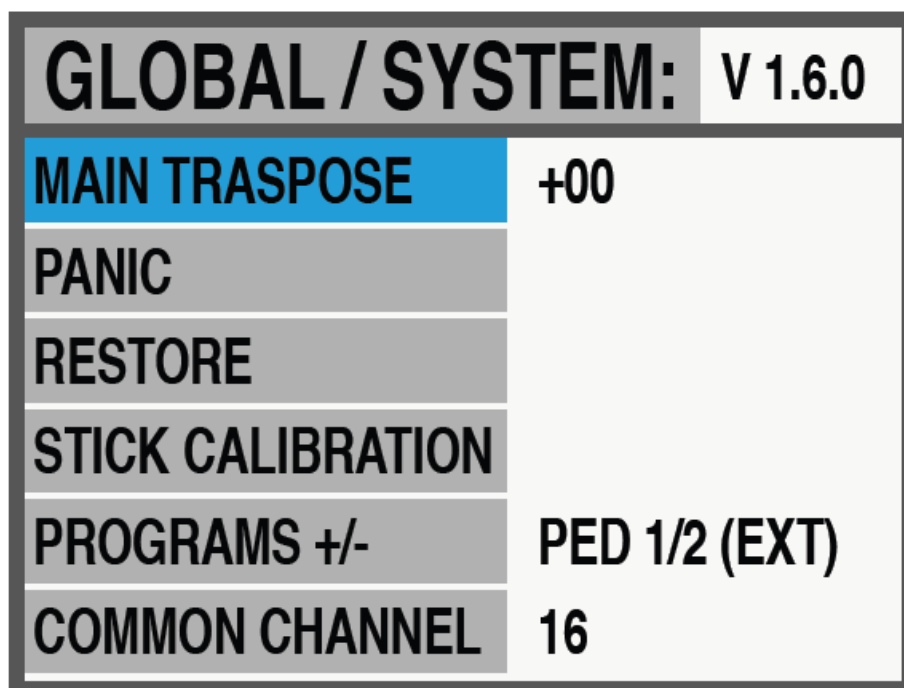 GLOBAL / SYSTEM: V 1.6.0
MAIN TRASPOSE +00
PANIC
RESTORE
STICK CALIBRATION
PROGRAMS +/- PED 1/2 (EXT)
COMMON CHANNEL 16